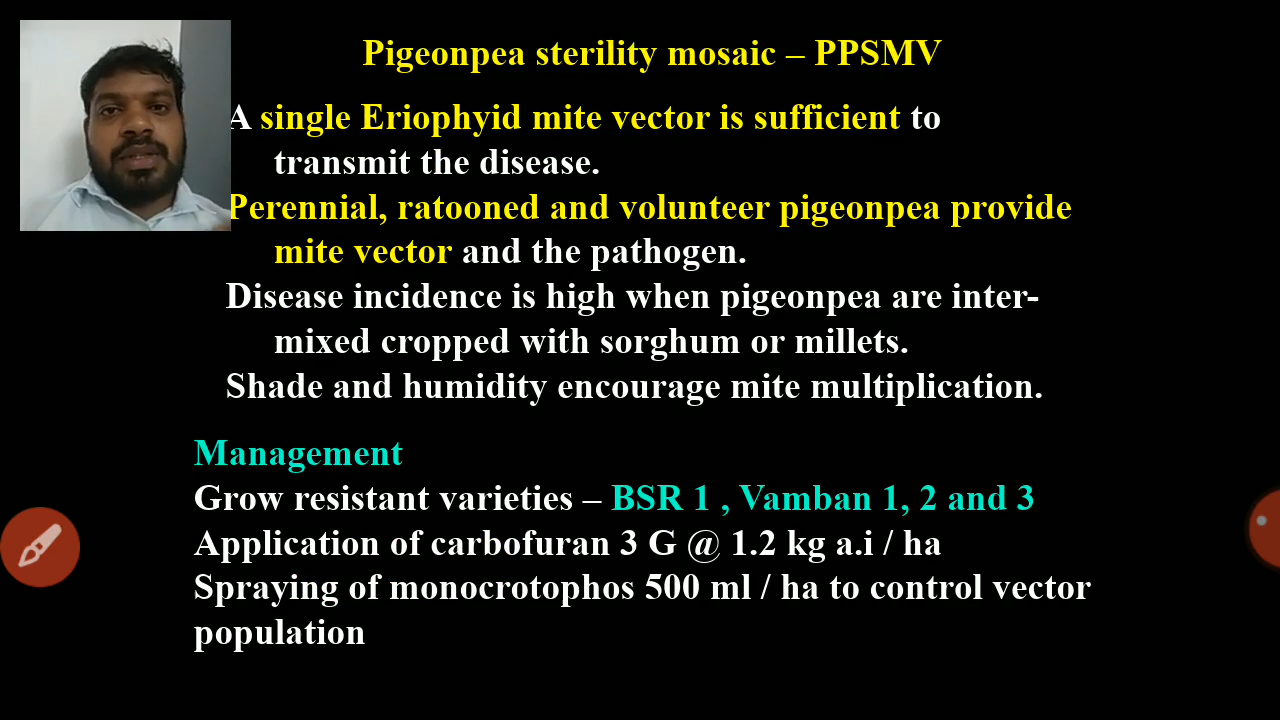 Pigeonpea sterility mosaic – PPSMV
A single Eriophyid mite vector is sufficient to
transmit the disease.
Perennial, ratooned and volunteer pigeonpea provide
mite vector and the pathogen.
Disease incidence is high when pigeonpea are inter-
mixed cropped with sorghum or millets.
Shade and humidity encourage mite multiplication.
Management
Grow resistant varieties – BSR 1 , Vamban 1, 2 and 3
Application of carbofuran 3 G @ 1.2 kg a.i / ha
Spraying of monocrotophos 500 ml / ha to control vector
population